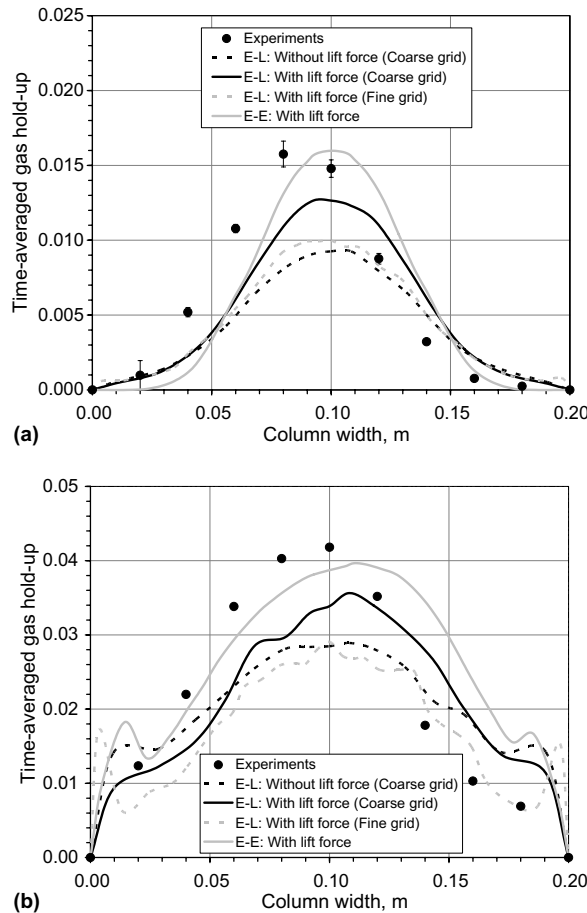 0.025
0.020
0.015
0.010
0.005
0.000
Time-averaged gas hold-up
Experiments
E-L: Without lift force (Coarse grid)
E-L: With lift force (Coarse grid)
E-L: With lift force (Fine grid)
E-E: With lift force
0.00 0.05 0.10 0.15 0.20
Column width, m
(a)
0.05
0.04
0.03
0.02
0.01
0.00
Time-averaged gas hold-up
Experiments
E-L: Without lift force (Coarse grid)
E-L: With lift force (Coarse grid)
E-L: With lift force (Fine grid)
E-E: With lift force
0.00 0.05 0.10 0.15 0.20
Column width, m
(b)